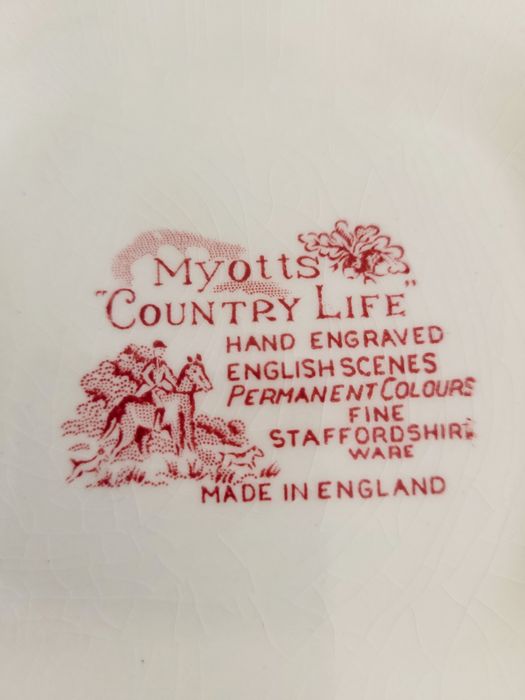 Myotts
"COUNTRY LIFE"
HAND ENGRAVED
ENGLISH SCENES
PERMANENT COLOURS
FINE
STAFFORDSHIRE
WARE
MADE IN ENGLAND